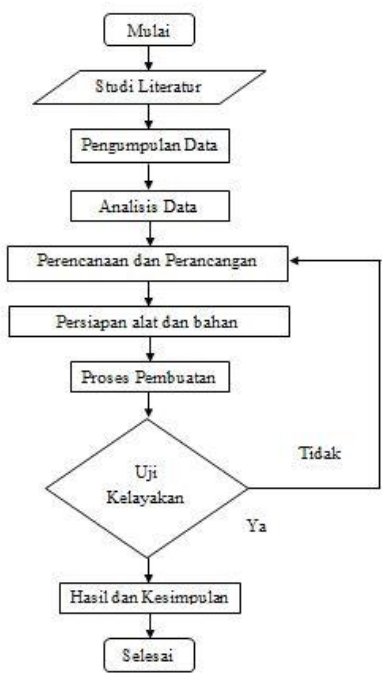 Mulai
Studi Literatur
Pengumpulan Data
Analisis Data
Perencanaan dan Perancangan
Persiapan alat dan bahan
Proses Pembuatan
Uji
Kelayakan
Tidak
Ya
Hasil dan Kesimpulan
Selesai